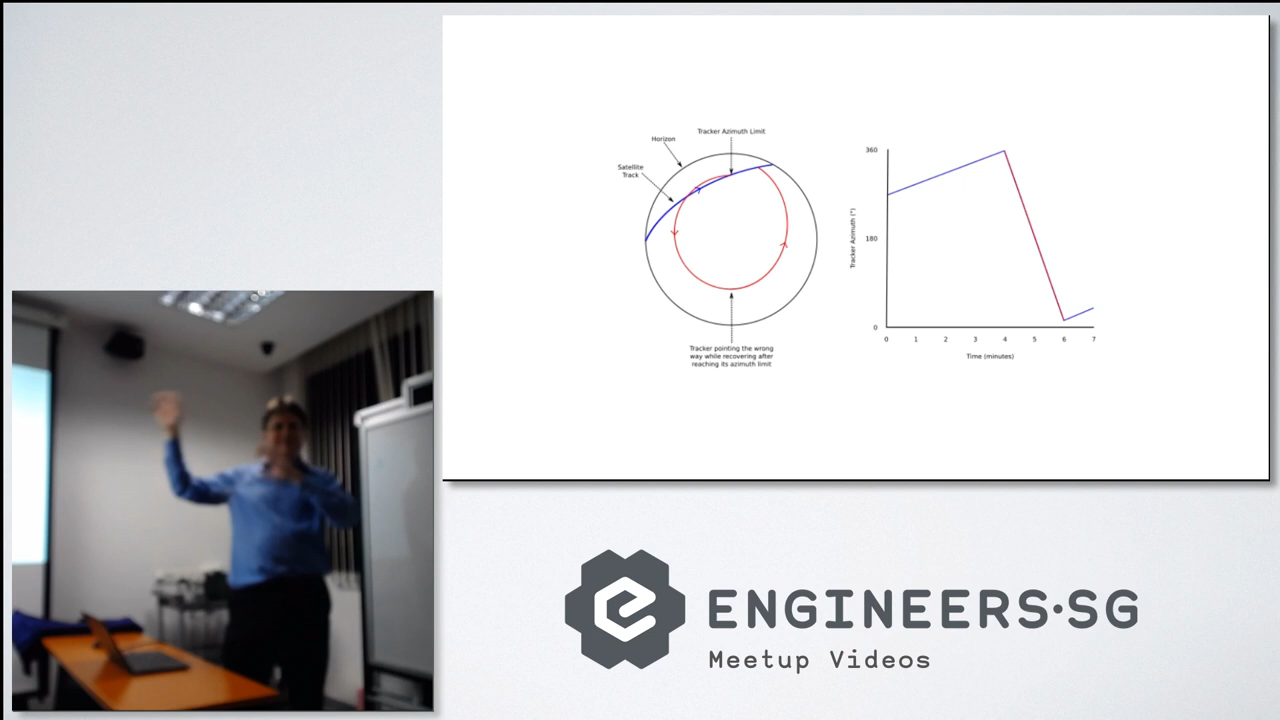 Tracker Azimuth Limit
Horizon
Satellite
Track
Tracker pointing the wrong
way while recovering after
reaching its azimuth limit
360
180
0
Tracker Azimuth (°)
0 1 2 3 4 5 6 7
Time (minutes)
ENGINEERS·SG
Meetup Videos